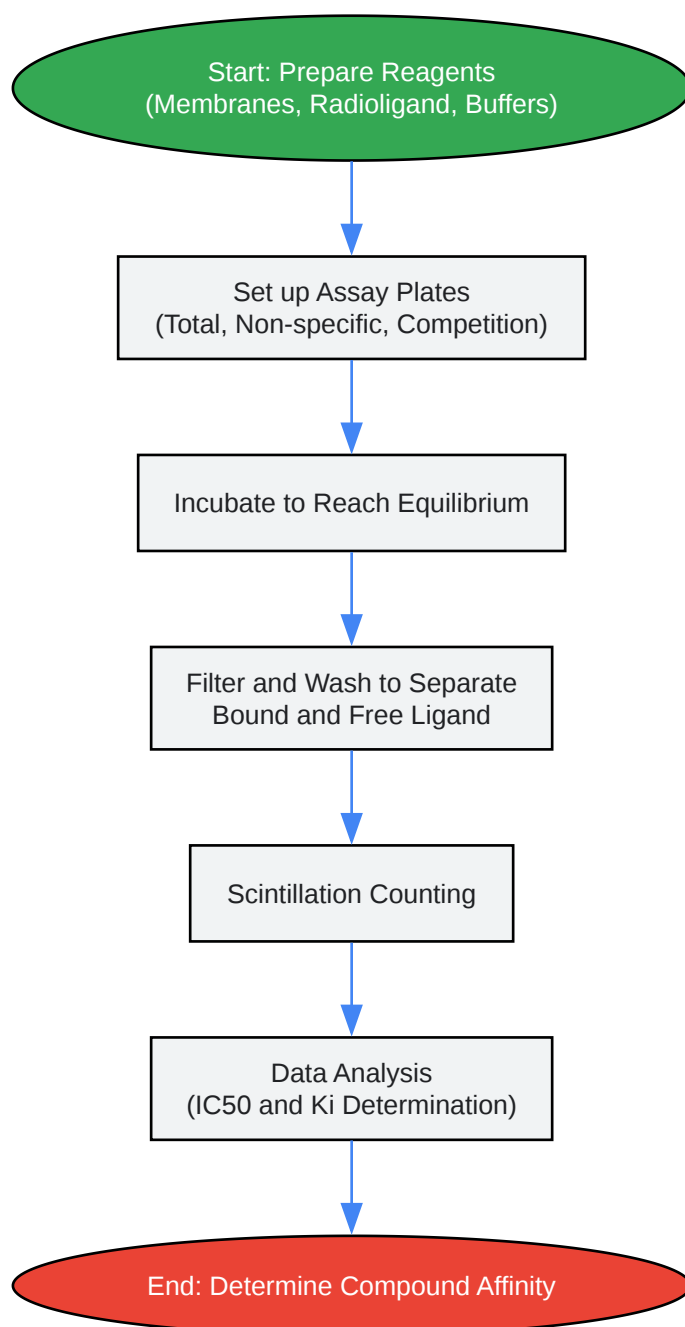 Start: Prepare Reagents
(Membranes, Radioligand, Buffers)
Set up Assay Plates
(Total, Non-specific, Competition)
Incubate to Reach Equilibrium
Filter and Wash to Separate
Bound and Free Ligand
Scintillation Counting
Data Analysis
(IC50 and Ki Determination)
End: Determine Compound Affinity